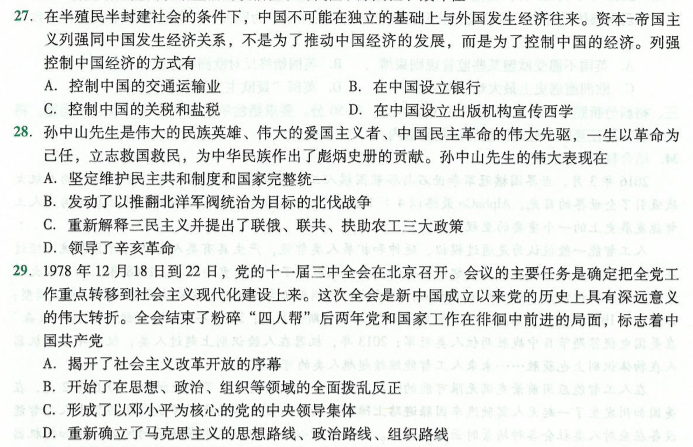 27. 在半殖民半封建社会的条件下，中国不可能在独立的基础上与外国发生经济往来。资本-帝国主
义列强同中国发生经济关系，不是为了推动中国经济的发展，而是为了控制中国的经济。列强
控制中国经济的方式有
A. 控制中国的交通运输业 B. 在中国设立银行
C. 控制中国的关税和盐税 D. 在中国设立出版机构宣传西学
28. 孙中山先生是伟大的民族英雄、伟大的爱国主义者、中国民主革命的伟大先驱，一生以革命为
己任，立志救国救民，为中华民族作出了彪炳史册的贡献。孙中山先生的伟大表现在
A. 坚定维护民主共和制度和国家完整统一
B. 发动了以推翻北洋军阀统治为目标的北伐战争
C. 重新解释三民主义并提出了联俄、联共、扶助农工三大政策
D. 领导了辛亥革命
29. 1978 年 12 月 18 日到 22 日，党的十一届三中全会在北京召开。会议的主要任务是确定把全党工
作重点转移到社会主义现代化建设上来。这次全会是新中国成立以来党的历史上具有深远意义
的伟大转折。全会结束了粉碎“四人帮”后两年党和国家工作在徘徊中前进的局面，标志着中
国共产党
A. 揭开了社会主义改革开放的序幕
B. 开始了在思想、政治、组织等领域的全面拨乱反正
C. 形成了以邓小平为核心的党的中央领导集体
D. 重新确立了马克思主义的思想路线、政治路线、组织路线